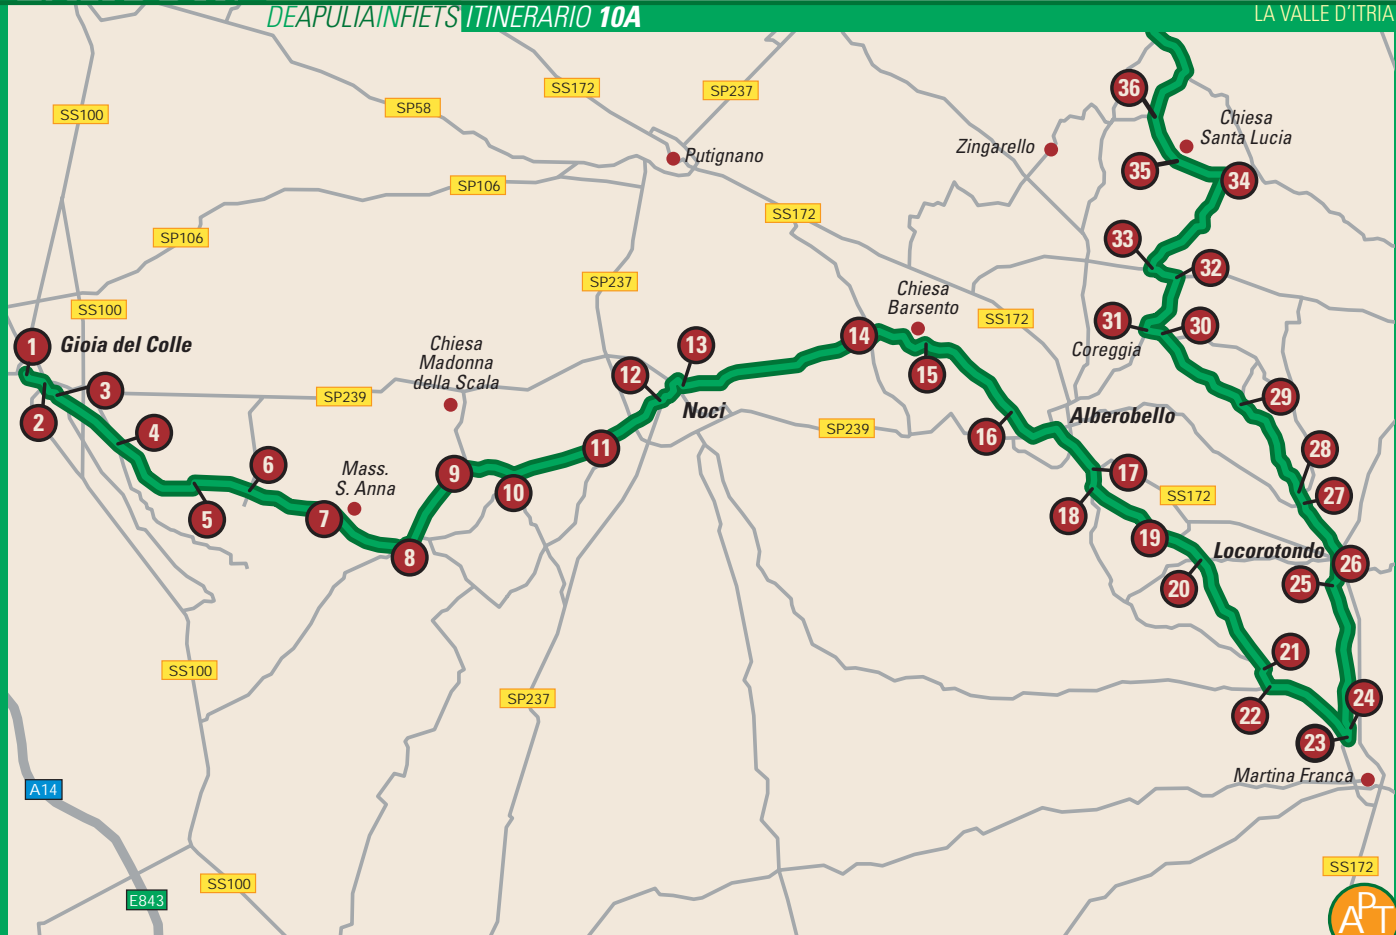 DEAPULIAINFIETS ITINERARIO 10A
LA VALLE D'ITRIA
SS172
SP237
36
SP58
SS100
Chiesa
Santa Lucia
Zingarello
Putignano
35
34
SP106
SS172
SP106
33
32
SP237
Chiesa
Barsento
SS100
SS172
31
30
Coreggia
1
Gioia del Colle
14
13
Chiesa
Madonna
della Scala
12
15
3
SP239
29
2
Noci
Alberobello
SP239
4
16
11
28
6
Mass.
S. Anna
9
17
10
SS172
27
5
7
18
19
Locorotondo
8
26
20
25
21
SS100
SP237
24
22
23
Martina Franca
A14
SS172
SS100
E843
APT